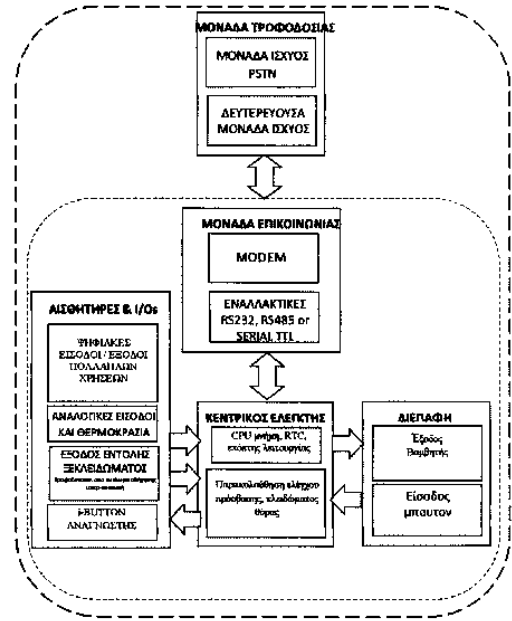 ΜΟΝΑΔΑ ΤΡΟΦΟΔΟΣΙΑΣ
ΜΟΝΑΔΑ ΙΣΧΥΟΣ
PSTN
ΔΕΥΤΕΡΕΥΟΥΣΑ
ΜΟΝΑΔΑ ΙΣΧΥΟΣ
ΜΟΝΑΔΑ ΕΠΙΚΟΙΝΩΝΙΑΣ
MODEM
ΕΝΑΛΛΑΚΤΙΚΕΣ
RS232, RS485 or
SERIAL TTL
ΑΙΣΘΗΤΗΡΕΣ & I/Os
ΨΗΦΙΑΚΕΣ
ΕΙΣΟΔΟΙ / ΕΞΟΔΟΙ
ΠΟΛΛΑΠΛΩΝ
ΧΡΗΣΕΩΝ
ΑΝΑΛΟΓΙΚΕΣ ΕΙΣΟΔΟΙ
ΚΑΙ ΘΕΡΜΟΚΡΑΣΙΑ
ΕΞΟΔΟΣ ΕΝΤΟΛΗΣ
ΞΕΚΛΕΙΔΩΜΑΤΟΣ
i-BUTTON
ΑΝΑΓΝΩΣΤΗΣ
ΚΕΝΤΡΙΚΟΣ ΕΛΕΓΚΤΗΣ
CPU μνήμη, RTC,
επόπτης λειτουργίας
Παρακολούθηση ελέγχου
πρόσβασης, κλειδώματος
θύρας
ΔΙΕΠΑΦΗ
Έξοδος
Βομβητής
Είσοδος
μπουτον